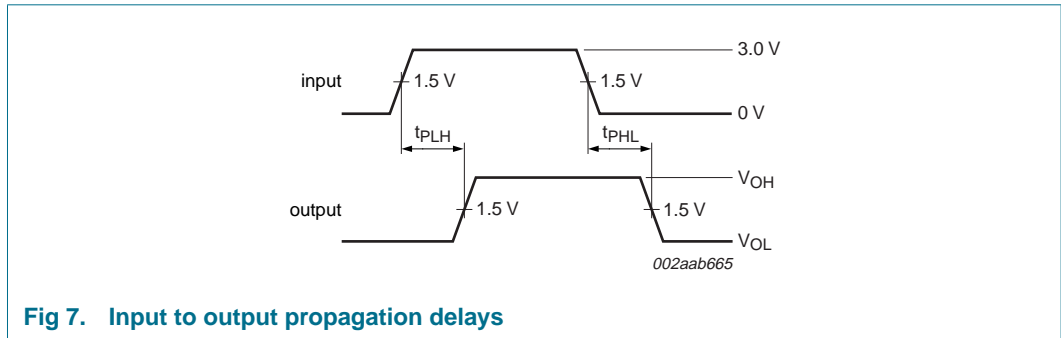 3.0 V
input
1.5 V
1.5 V
0 V
tPLH
tPHL
VOH
output
1.5 V
1.5 V
VOL
002aab665
Fig 7. Input to output propagation delays